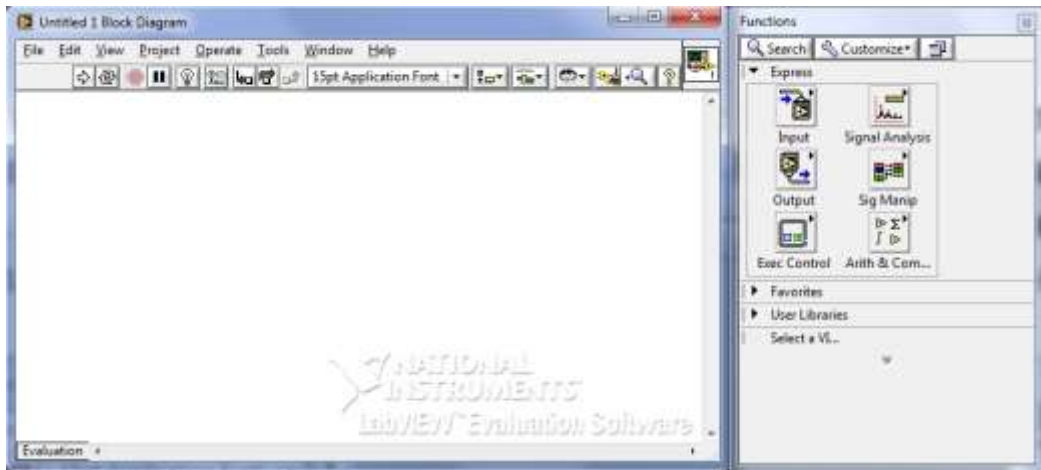 Untitled 1 Block Diagram
File Edit View Project Operate Tools Window Help
15pt Application Font
NATIONAL
INSTRUMENTS
LabVIEW™ Evaluation Software
Evaluation
Functions
Search Customize
Express
Input Signal Analysis
Output Sig Manip
Exec Control Arith & Com...
Favorites
User Libraries
Select a VI...